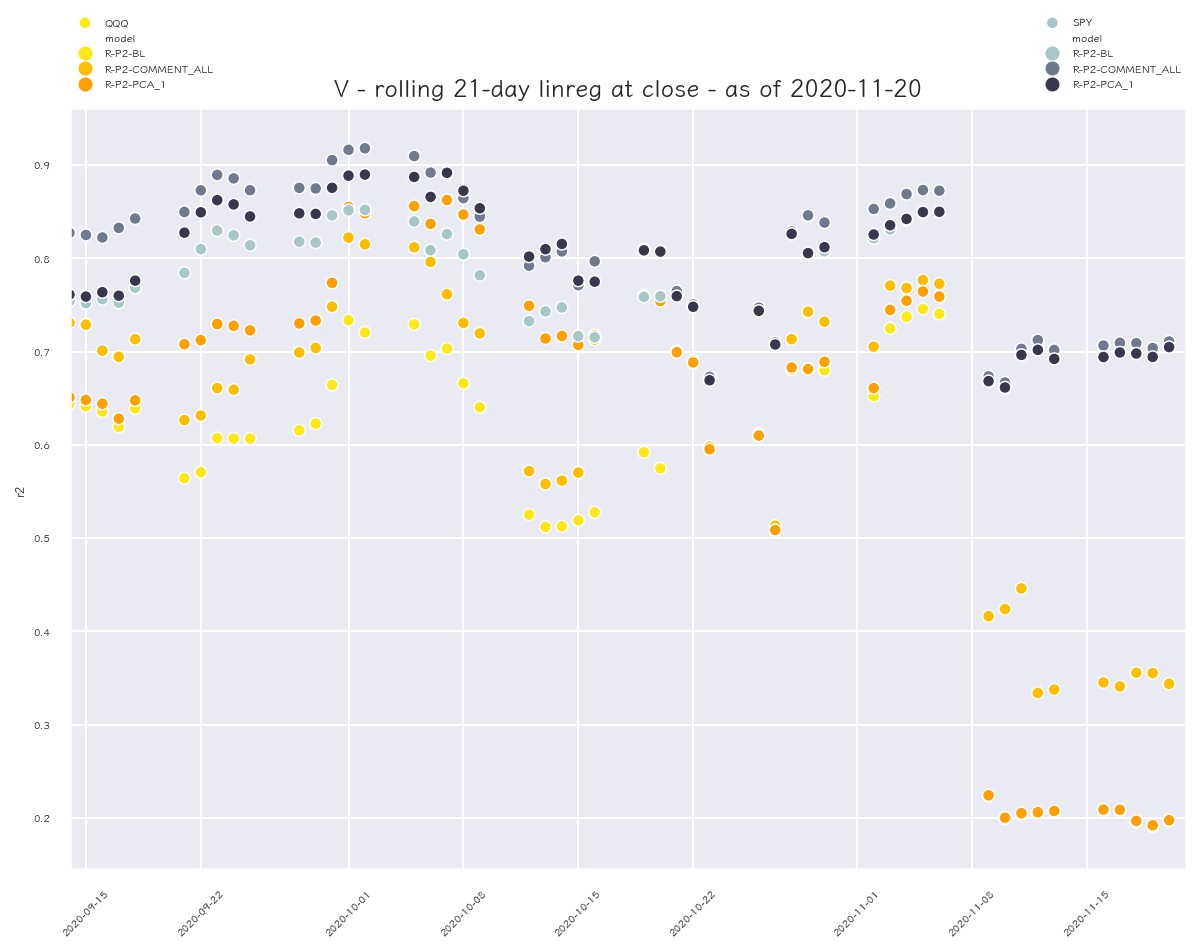 QQQ
model
R-P2-BL
R-P2-COMMENT_ALL
R-P2-PCA_1
SPY
model
R-P2-BL
R-P2-COMMENT_ALL
R-P2-PCA_1
V - rolling 21-day linreg at close - as of 2020-11-20
0.9
0.8
0.7
0.6
0.5
0.4
0.3
0.2
r2
2020-09-15
2020-09-22
2020-10-01
2020-10-08
2020-10-15
2020-10-22
2020-11-01
2020-11-08
2020-11-15